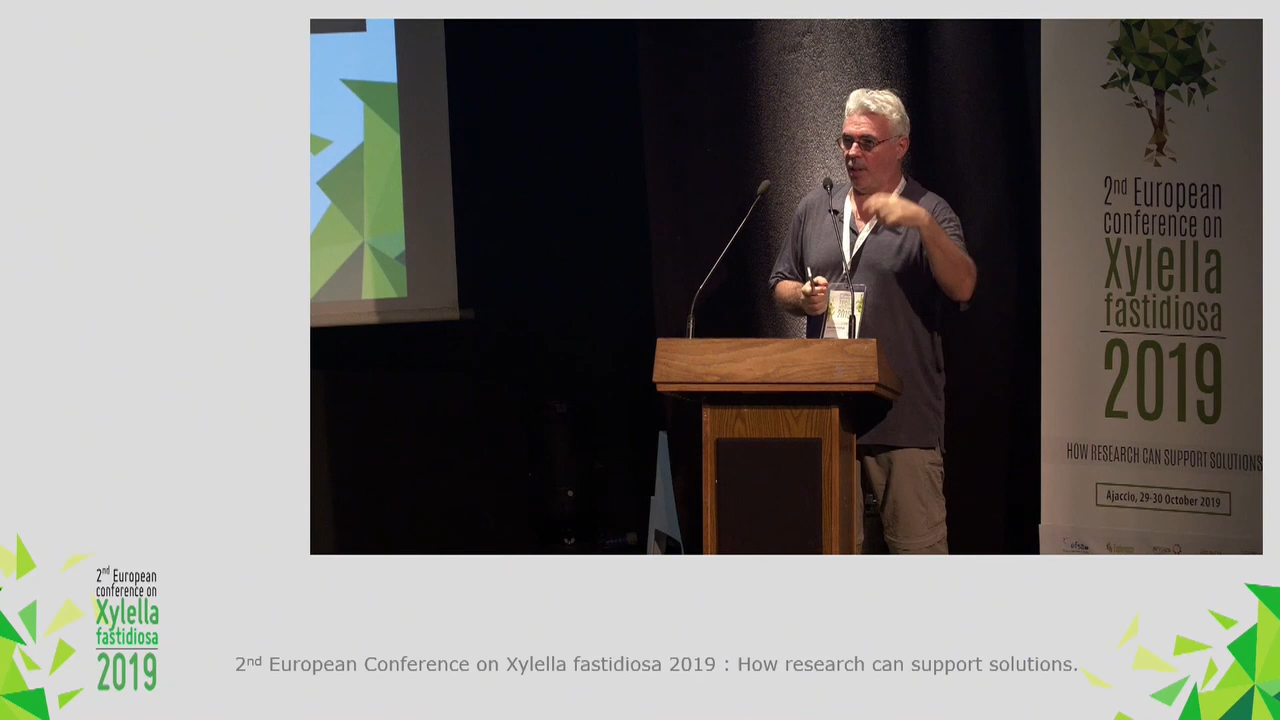 2nd European
conference on
Xylella
fastidiosa
2019
HOW RESEARCH CAN SUPPORT SOLUTIONS
Ajaccio, 29-30 October 2019
2nd European
conference on
Xylella
fastidiosa
2019
2nd European Conference on Xylella fastidiosa 2019 : How research can support solutions.